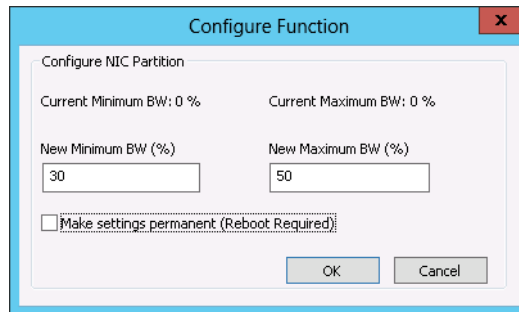 Configure Function
x
Configure NIC Partition
Current Minimum BW: 0 %
Current Maximum BW: 0 %
New Minimum BW (%)
New Maximum BW (%)
30
50
Make settings permanent (Reboot Required)
OK
Cancel